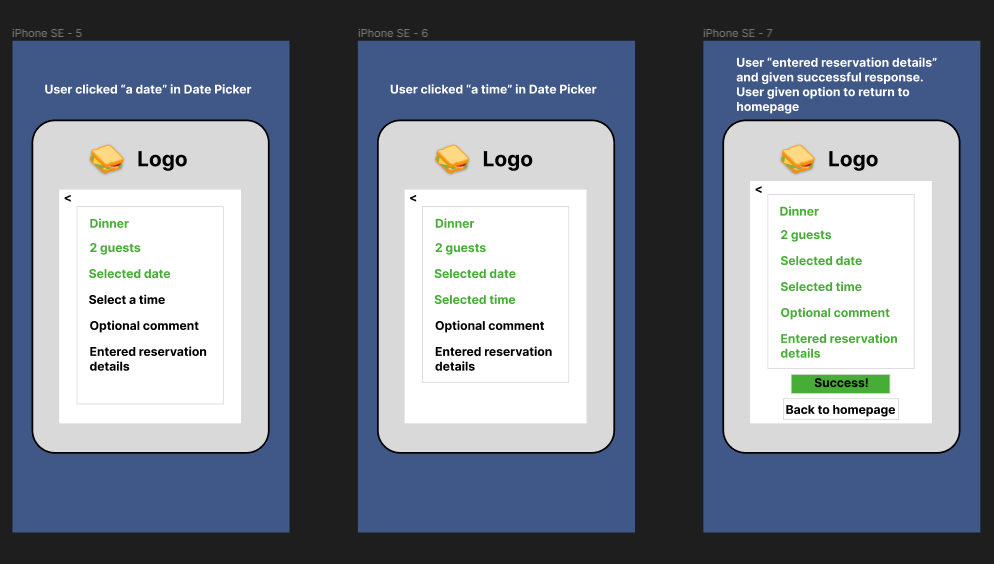 iPhone SE - 5
User clicked “a date” in Date Picker
Logo
<
Dinner
2 guests
Selected date
Select a time
Optional comment
Entered reservation
details
iPhone SE - 6
User clicked “a time” in Date Picker
Logo
<
Dinner
2 guests
Selected date
Selected time
Optional comment
Entered reservation
details
iPhone SE - 7
User “entered reservation details”
and given successful response.
User given option to return to
homepage
Logo
<
Dinner
2 guests
Selected date
Selected time
Optional comment
Entered reservation
details
Success!
Back to homepage